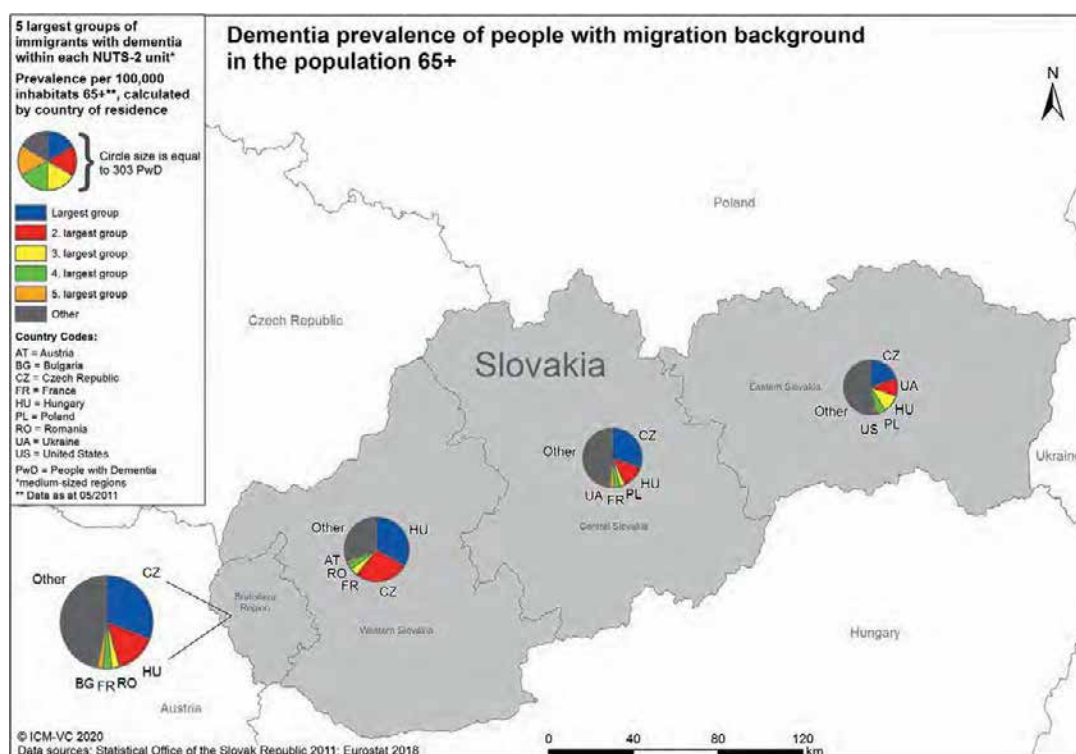 5 largest groups of
immigrants with dementia
within each NUTS-2 unit*
Prevalence per 100,000
inhabitats 65+**, calculated
by country of residence
Circle size is equal
to 303 PwD
Largest group
2. largest group
3. largest group
4. largest group
5. largest group
Other
Country Codes:
AT = Austria
BG = Bulgaria
CZ = Czech Republic
FR = France
HU = Hungary
PL = Poland
RO = Romania
UA = Ukraine
US = United States
PwD = People with Dementia
*medium-sized regions
** Data as at 05/2011
Dementia prevalence of people with migration background
in the population 65+
N
Poland
Czech Republic
Slovakia
Eastern Slovakia
CZ
UA
HU
PL
US
Other
Ukraine
Other
CZ
HU
PL
FR
UA
Central Slovakia
Other
HU
AT
RO
FR
CZ
Western Slovakia
Bratislava
Region
Other
CZ
HU
BG FR RO
Hungary
Austria
© ICM-VC 2020
Data sources: Statistical Office of the Slovak Republic 2011; Eurostat 2018
0 20 40 80 120
km